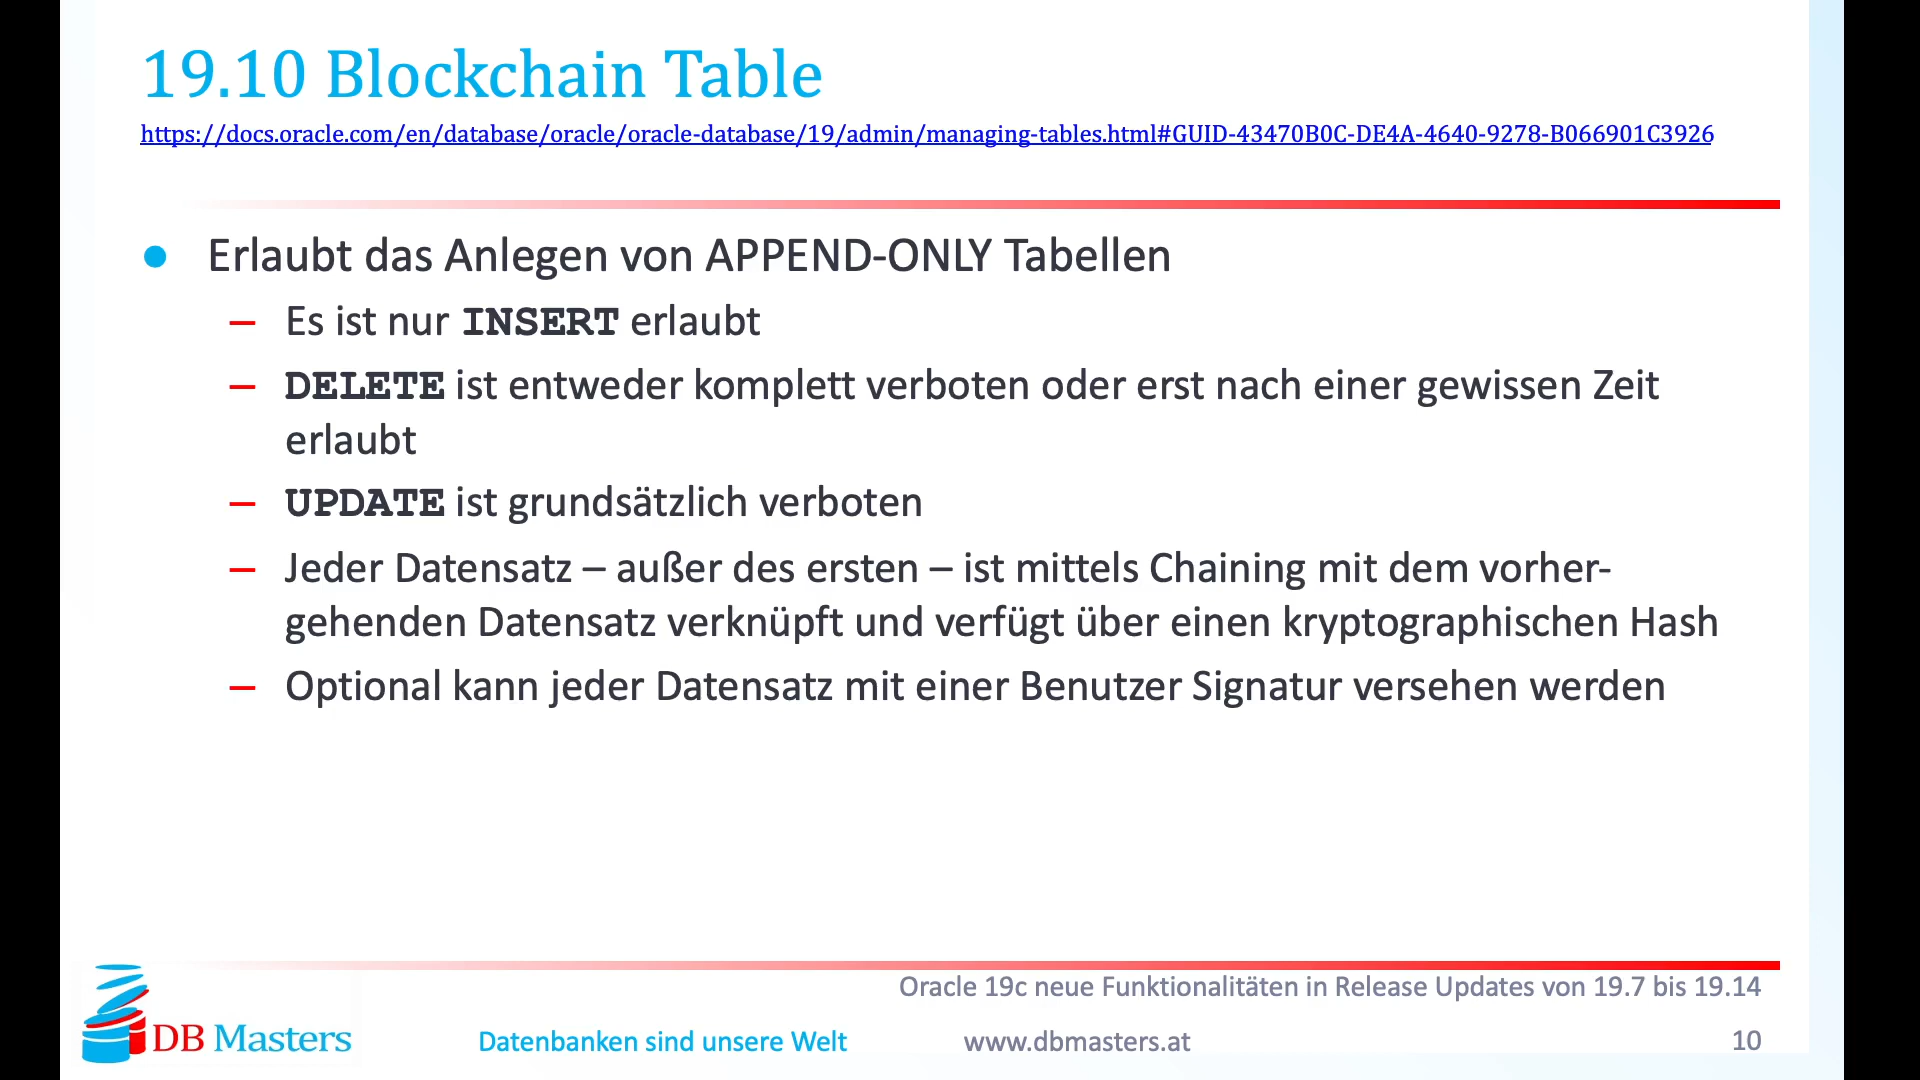 19.10 Blockchain Table
https://docs.oracle.com/en/database/oracle/oracle-database/19/admin/managing-tables.html#GUID-43470B0C-DE4A-4640-9278-B066901C3926
● Erlaubt das Anlegen von APPEND-ONLY Tabellen
– Es ist nur INSERT erlaubt
– DELETE ist entweder komplett verboten oder erst nach einer gewissen Zeit
erlaubt
– UPDATE ist grundsätzlich verboten
– Jeder Datensatz – außer des ersten – ist mittels Chaining mit dem vorher-
gehenden Datensatz verknüpft und verfügt über einen kryptographischen Hash
– Optional kann jeder Datensatz mit einer Benutzer Signatur versehen werden
Oracle 19c neue Funktionalitäten in Release Updates von 19.7 bis 19.14
DB Masters
Datenbanken sind unsere Welt
www.dbmasters.at
10